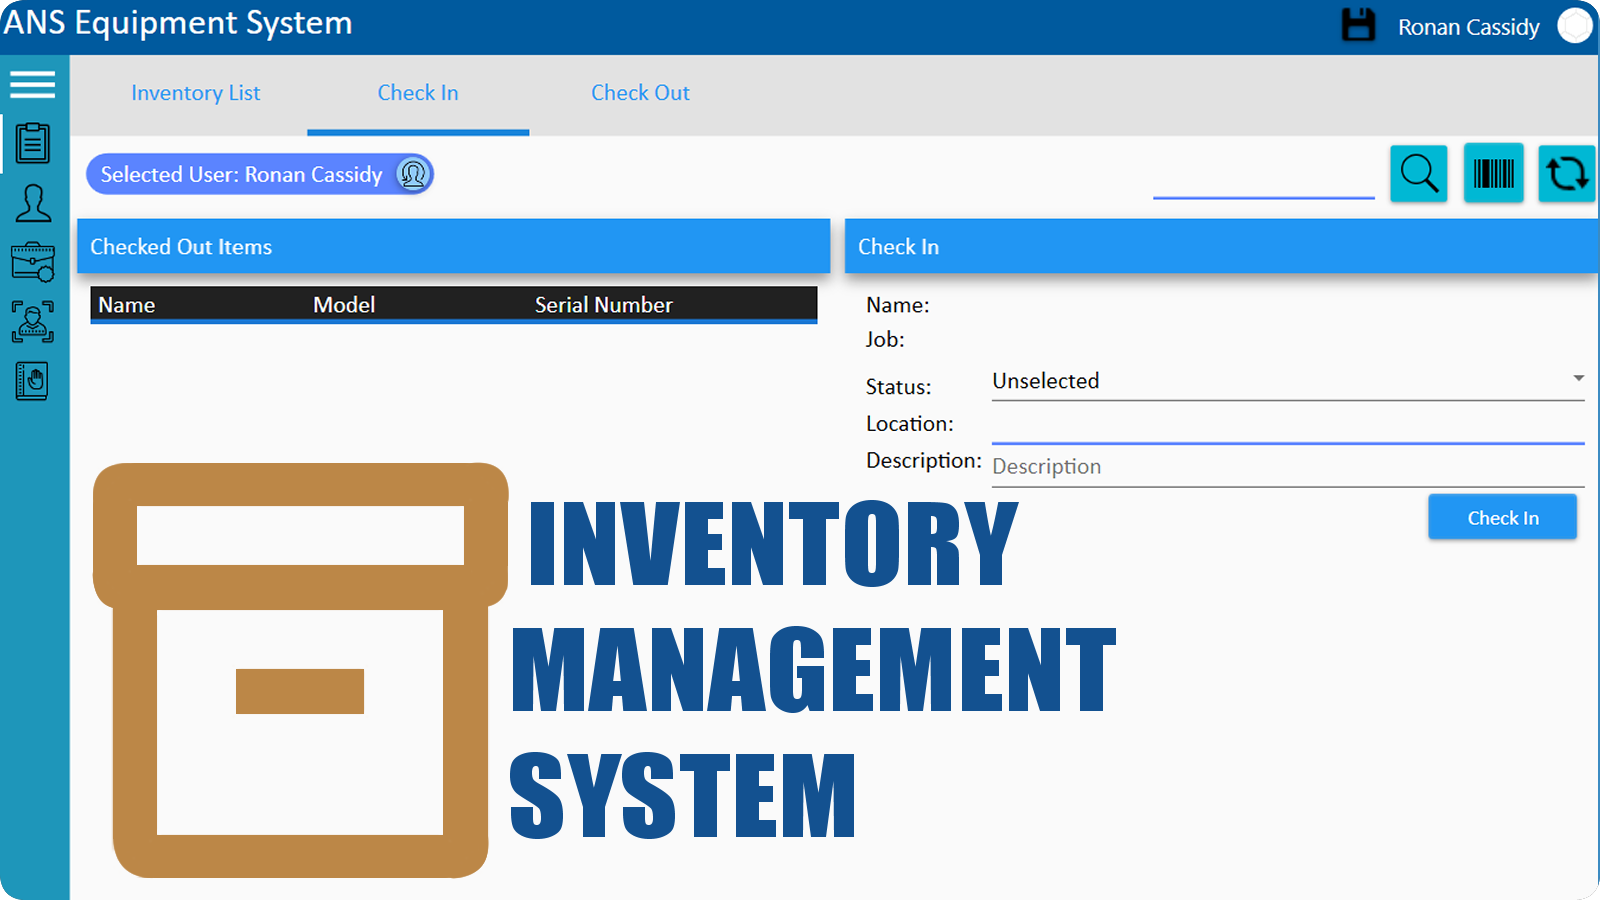 ANS Equipment System
Ronan Cassidy
Inventory List
Check In
Check Out
Selected User: Ronan Cassidy
Checked Out Items
Check In
Name Model Serial Number
Name:
Job:
Status: Unselected
Location:
Description: Description
Check In
INVENTORY
MANAGEMENT
SYSTEM